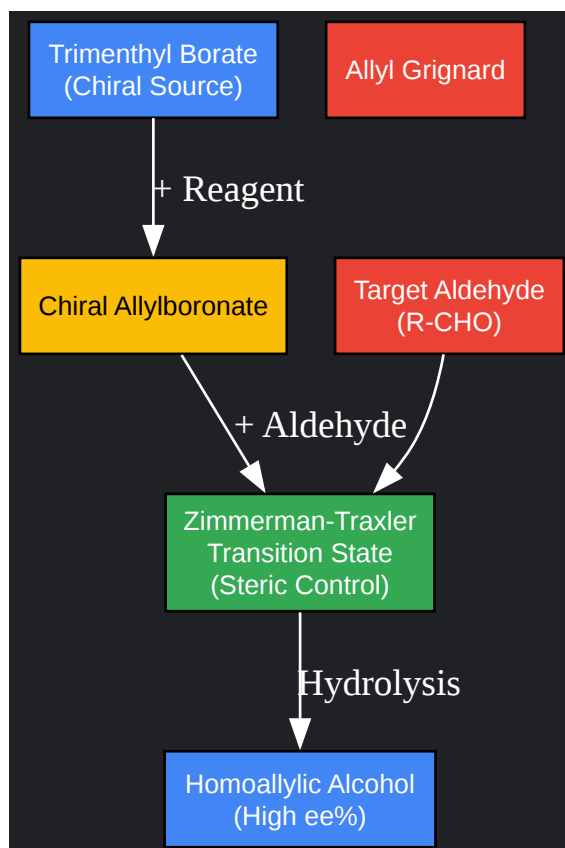 Trimenthyl Borate
(Chiral Source)
Allyl Grignard
+ Reagent
Chiral Allylboronate
Target Aldehyde
(R-CHO)
+ Aldehyde
Zimmerman-Traxler
Transition State
(Steric Control)
Hydrolysis
Homoallylic Alcohol
(High ee%)